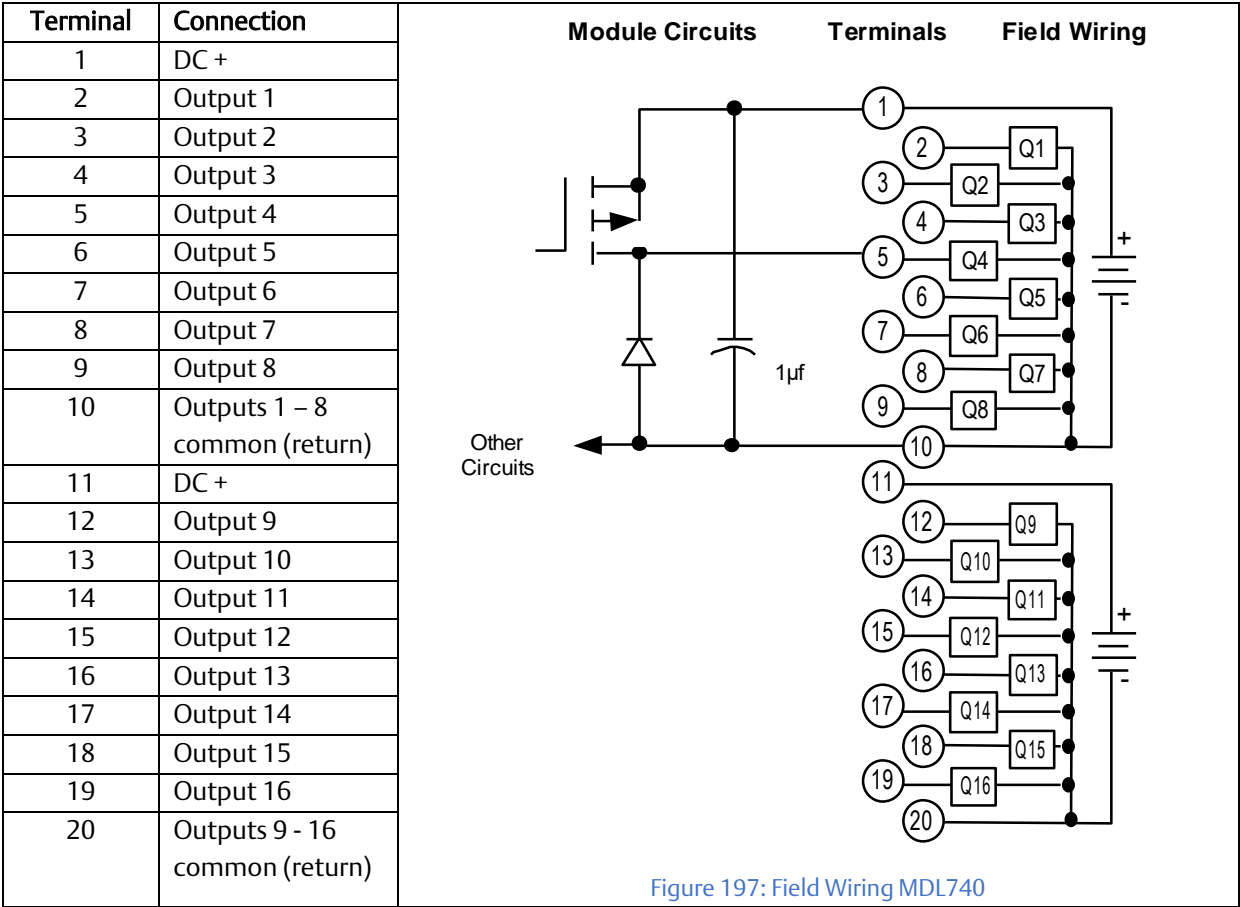 Terminal Connection
1 DC +
2 Output 1
3 Output 2
4 Output 3
5 Output 4
6 Output 5
7 Output 6
8 Output 7
9 Output 8
10 Outputs 1 – 8
common (return)
11 DC +
12 Output 9
13 Output 10
14 Output 11
15 Output 12
16 Output 13
17 Output 14
18 Output 15
19 Output 16
20 Outputs 9 - 16
common (return)
Module Circuits Terminals Field Wiring
1
2 Q1
3 Q2
4 Q3
+
5 Q4
6 Q5
-
7 Q6
1µf
8 Q7
9 Q8
Other
Circuits
10
11
12 Q9
13 Q10
14 Q11
+
15 Q12
16 Q13
-
17 Q14
18 Q15
19 Q16
20
Figure 197: Field Wiring MDL740